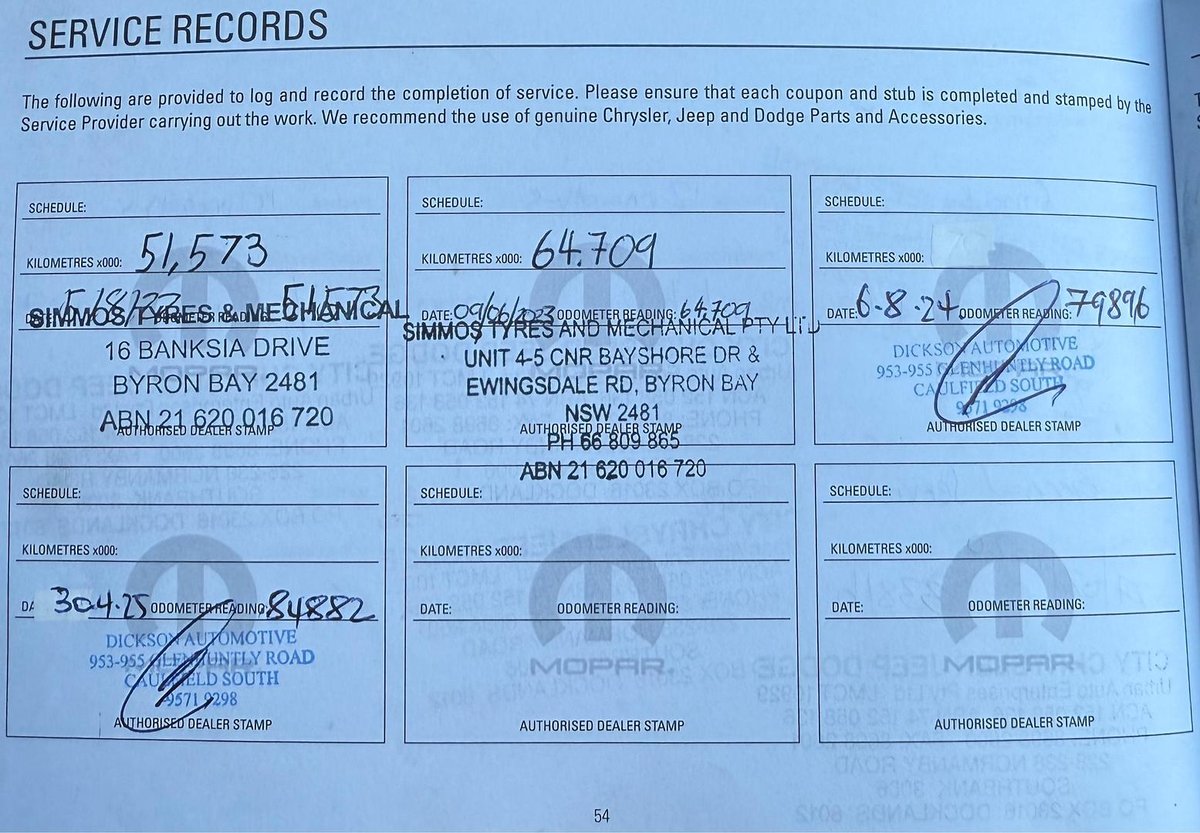 SERVICE RECORDS
The following are provided to log and record the completion of service. Please ensure that each coupon and stub is completed and stamped by the
Service Provider carrying out the work. We recommend the use of genuine Chrysler, Jeep and Dodge Parts and Accessories.
SCHEDULE:
KILOMETRES x000: 51,573
5/8/22 51,573
SIMMOS TYRES & MECHANICAL
16 BANKSIA DRIVE
BYRON BAY 2481
ABN 21 620 016 720
AUTHORISED DEALER STAMP
SCHEDULE:
KILOMETRES x000: 64.709
DATE: 09/06/2023 ODOMETER READING: 64,709
SIMMOS TYRES AND MECHANICAL PTY LTD
UNIT 4-5 CNR BAYSHORE DR &
EWINGSDALE RD, BYRON BAY
NSW 2481
AUTHORISED DEALER STAMP
PH 66 809 865
ABN 21 620 016 720
SCHEDULE:
KILOMETRES x000:
DATE: 6.8.24 ODOMETER READING: 79896
DICKSON AUTOMOTIVE
953-955 GLENHUNTLY ROAD
CAULFIELD SOUTH
9571 9298
AUTHORISED DEALER STAMP
SCHEDULE:
KILOMETRES x000:
DA 30.4.25 ODOMETER READING: 84882
DICKSON AUTOMOTIVE
953-955 GLENHUNTLY ROAD
CAULFIELD SOUTH
9571 9298
AUTHORISED DEALER STAMP
SCHEDULE:
KILOMETRES x000:
DATE: ODOMETER READING:
MOPAR
AUTHORISED DEALER STAMP
SCHEDULE:
KILOMETRES x000:
DATE: ODOMETER READING:
MOPAR
AUTHORISED DEALER STAMP
54